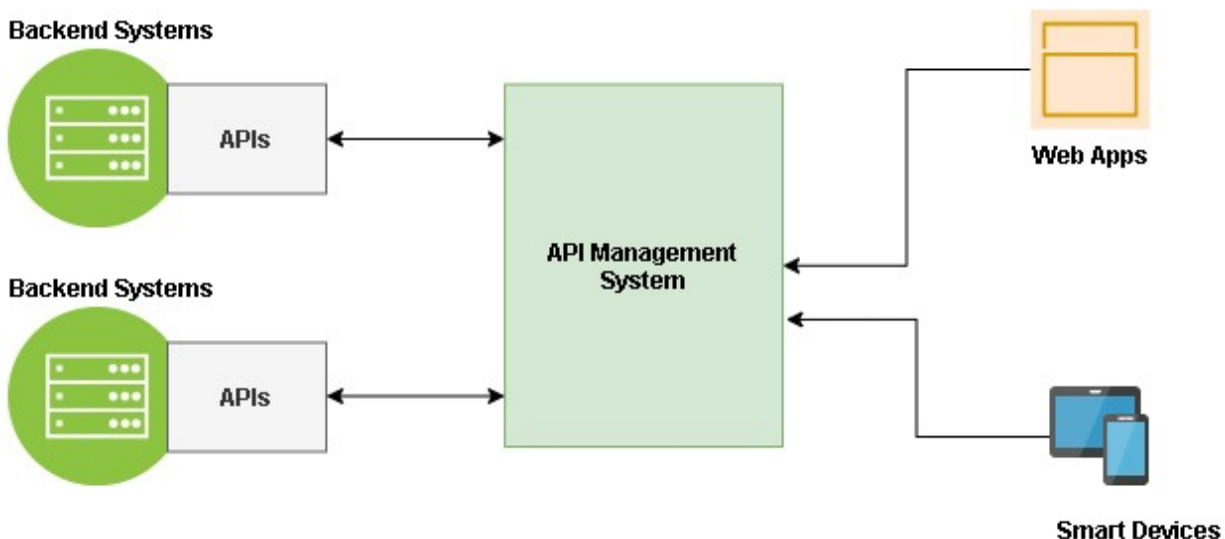 Backend Systems
APIs
Backend Systems
APIs
API Management
System
Web Apps
Smart Devices